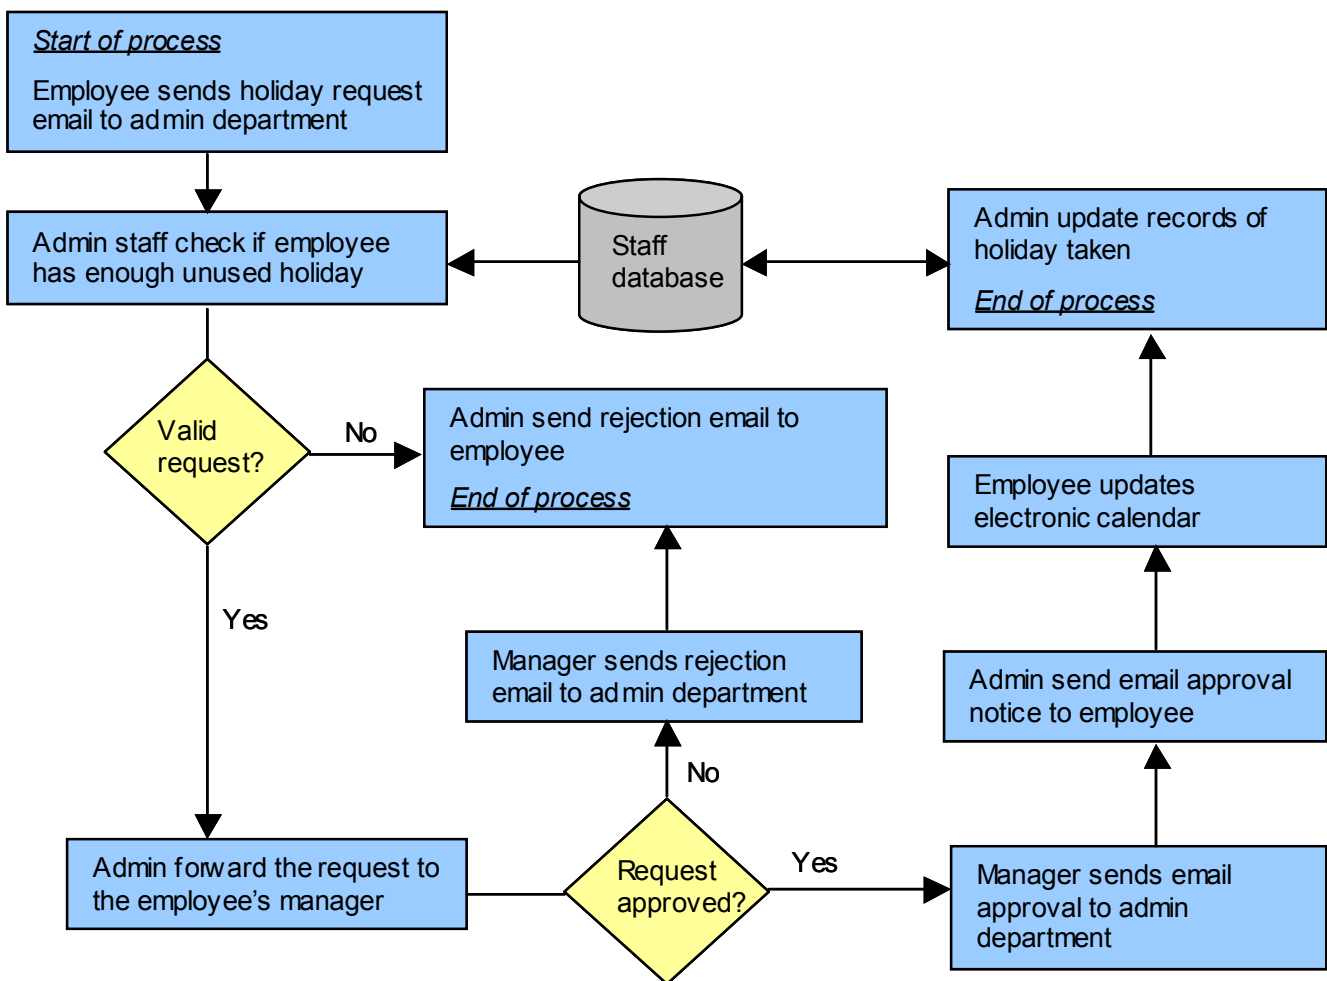 Start of process
Employee sends holiday request
email to admin department
Admin staff check if employee
has enough unused holiday
Staff
database
Admin update records of
holiday taken
End of process
Valid
request?
No
Admin send rejection email to
employee
End of process
Employee updates
electronic calendar
Yes
Manager sends rejection
email to admin department
Admin send email approval
notice to employee
No
Admin forward the request to
the employee's manager
Request
approved?
Yes
Manager sends email
approval to admin
department